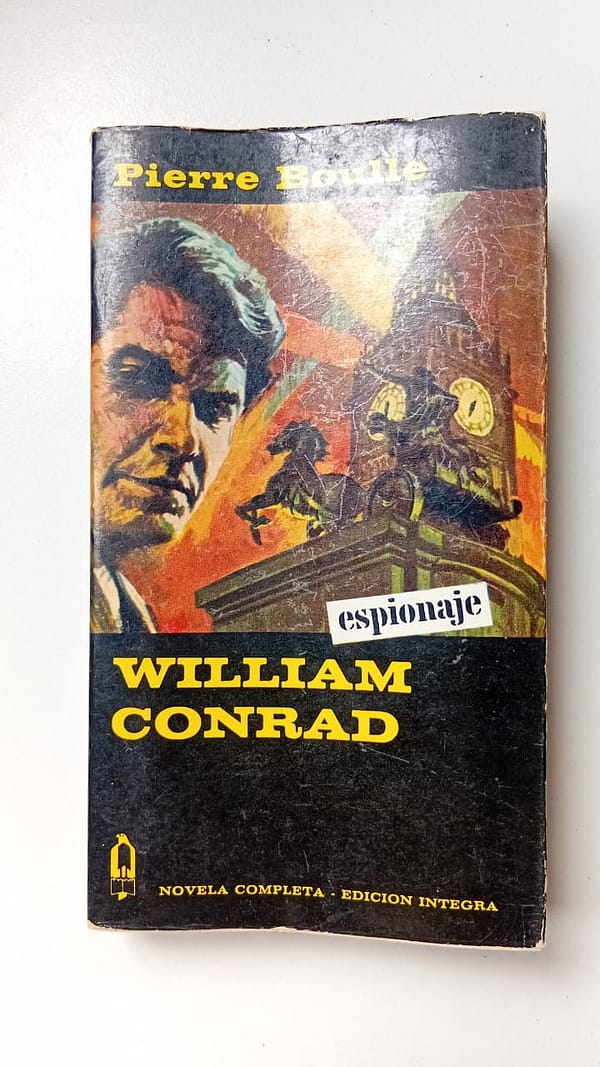 Pierre Boulle
espionaje
WILLIAM
CONRAD
NOVELA COMPLETA - EDICION INTEGRA